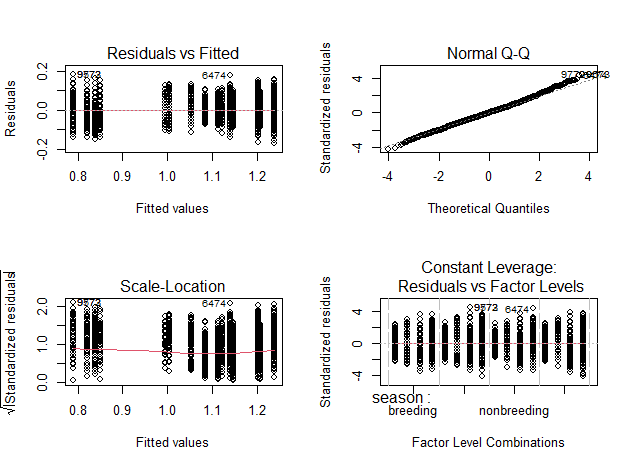 Residuals vs Fitted
Residuals
0.2
0.0
-0.2
9773
6474
0.8 0.9 1.0 1.1 1.2
Fitted values
Normal Q-Q
Standardized residuals
4
0
-4
-4 -2 0 2 4
Theoretical Quantiles
Scale-Location
√|Standardized residuals|
2.0
1.0
0.0
6474
0.8 0.9 1.0 1.1 1.2
Fitted values
Constant Leverage:
Residuals vs Factor Levels
Standardized residuals
4
0
-4
6474
season :
breeding nonbreeding
Factor Level Combinations